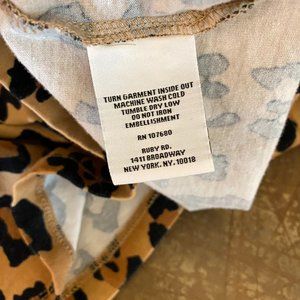 TURN GARMENT INSIDE OUT
MACHINE WASH COLD
TUMBLE DRY LOW
DO NOT IRON
EMBELLISHMENT
RN 107680
RUBY RD.
1411 BROADWAY
NEW YORK, NY. 10018